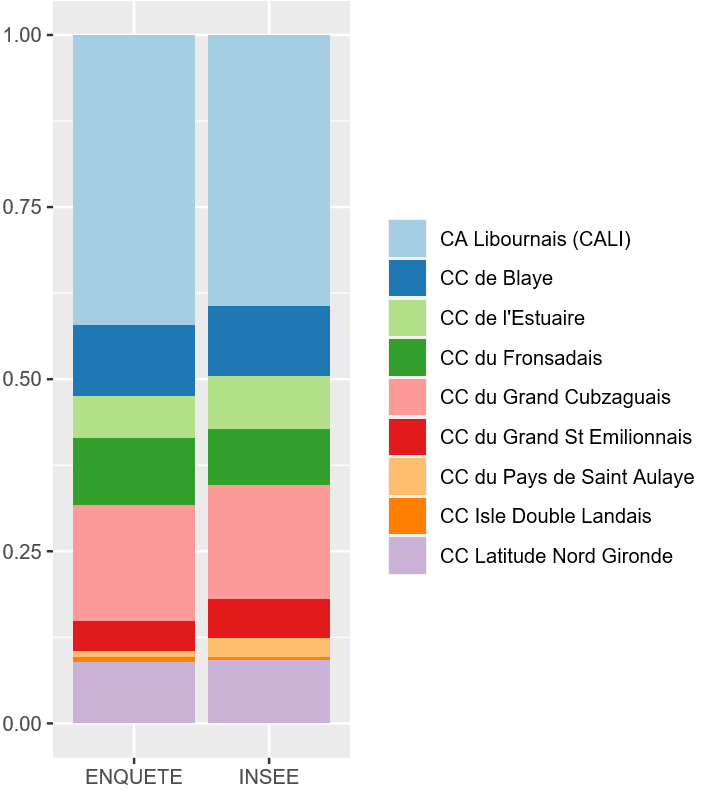 1.00
0.75
0.50
0.25
0.00
ENQUETE INSEE
CA Libournais (CALI)
CC de Blaye
CC de l'Estuaire
CC du Fronsadais
CC du Grand Cubzaguais
CC du Grand St Emilionnais
CC du Pays de Saint Aulaye
CC Isle Double Landais
CC Latitude Nord Gironde